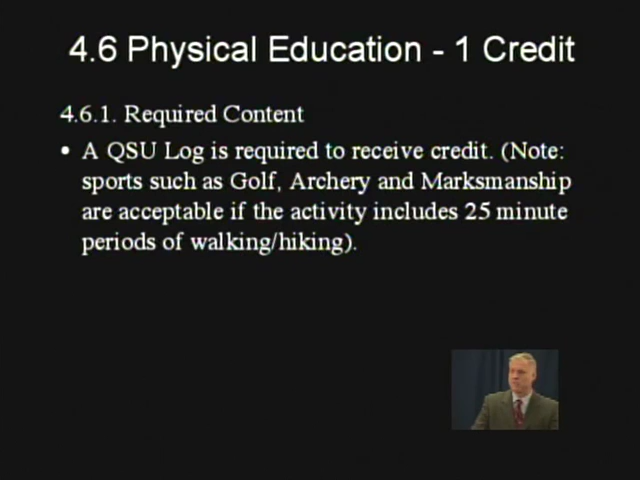 4.6 Physical Education - 1 Credit
4.6.1. Required Content
• A QSU Log is required to receive credit. (Note:
sports such as Golf, Archery and Marksmanship
are acceptable if the activity includes 25 minute
periods of walking/hiking).